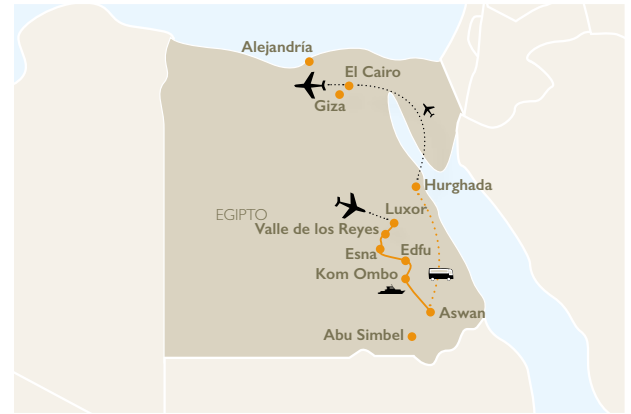 Alejandría
El Cairo
Giza
Hurghada
EGIPTO
Luxor
Valle de los Reyes
Esna
Edfu
Kom Ombo
Aswan
Abu Simbel